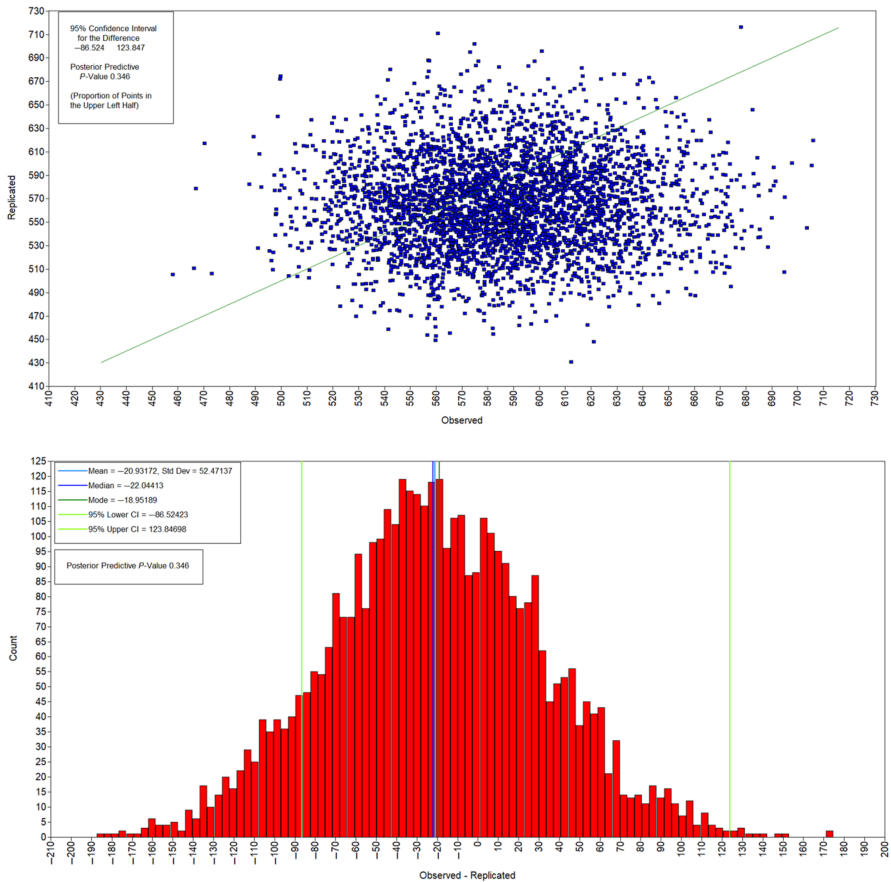 730
710
690
670
650
630
610
590
570
550
530
510
490
470
450
430
410
Replicated
95% Confidence Interval
for the Difference
–86.524 123.847
Posterior Predictive
P-Value 0.346
(Proportion of Points in
the Upper Left Half)
410 420 430 440 450 460 470 480 490 500 510 520 530 540 550 560 570 580 590 600 610 620 630 640 650 660 670 680 690 700 710 720 730
Observed
125
120
115
110
105
100
95
90
85
80
75
70
65
60
55
50
45
40
35
30
25
20
15
10
5
0
Count
Mean = –20.93172, Std Dev = 52.47137
Median = –22.04413
Mode = –18.95189
95% Lower CI = –86.52423
95% Upper CI = 123.84698
Posterior Predictive P-Value 0.346
–210 –200 –190 –180 –170 –160 –150 –140 –130 –120 –110 –100 –90 –80 –70 –60 –50 –40 –30 –20 –10 0 10 20 30 40 50 60 70 80 90 100 110 120 130 140 150 160 170 180 190 200
Observed - Replicated